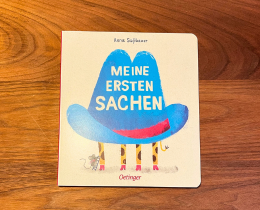 MEINE
ERSTEN
SACHEN
Oetinger